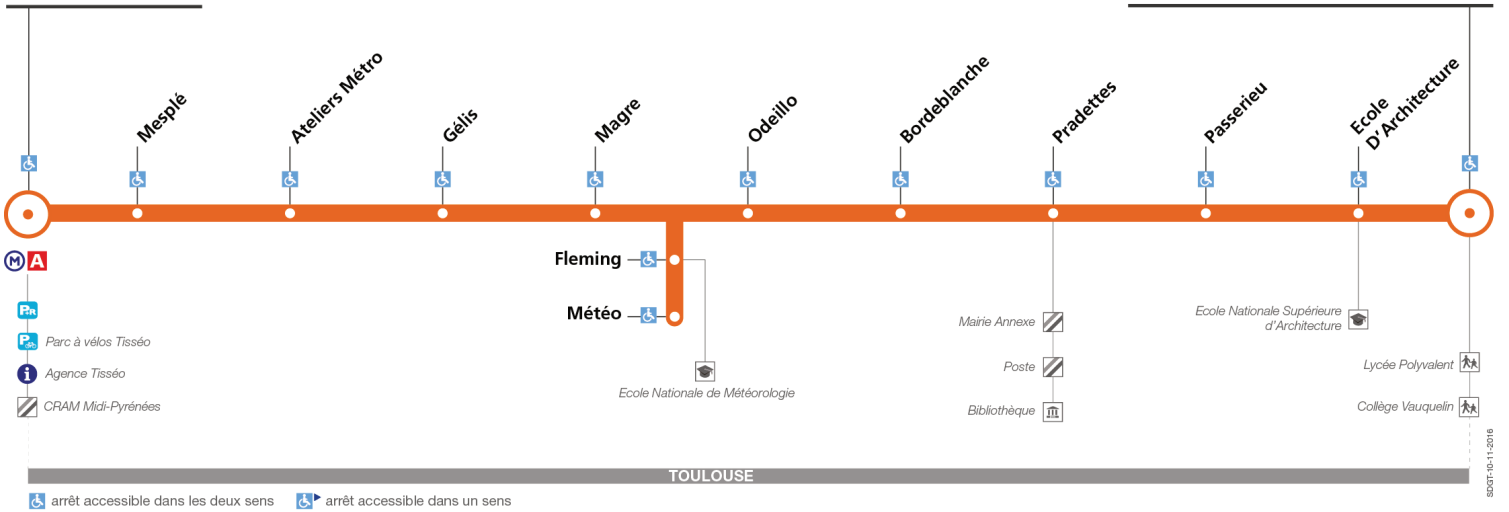 Mesplé
Ateliers Métro
Gélis
Magre
Odeillo
Bordeblanche
Pradettes
Passerieu
Ecole
D'Architecture
M A
P+R
Fleming
Météo
P
Parc à vélos Tisséo
i
Agence Tisséo
CRAM Midi-Pyrénées
Ecole Nationale de Météorologie
Mairie Annexe
Poste
Bibliothèque
Ecole Nationale Supérieure
d'Architecture
Lycée Polyvalent
Collège Vauquelin
TOULOUSE
arrêt accessible dans les deux sens
arrêt accessible dans un sens
SDGT-10-11-2016